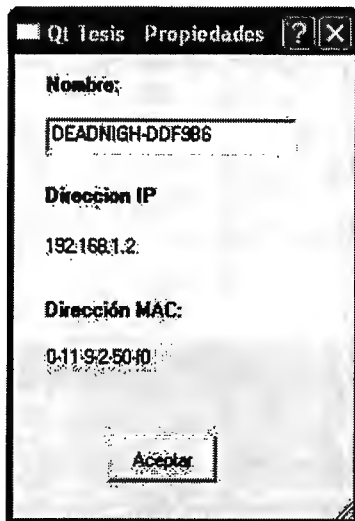 Qt Tesis Propiedades
Nombre:
DEADNIGH-DDF9B6
Direccion IP
192.168.1.2
Dirección MAC:
0-11-9-2-50-f0
Aceptar